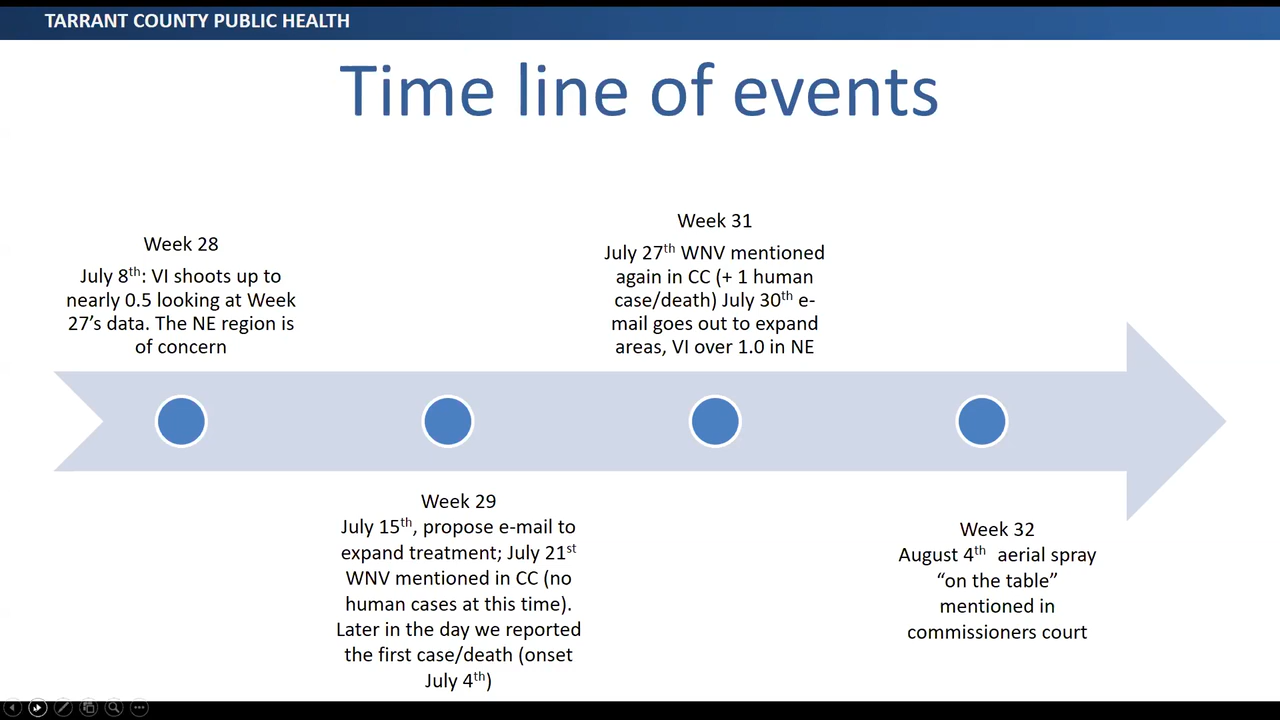 TARRANT COUNTY PUBLIC HEALTH
Time line of events
Week 28
July 8th: VI shoots up to
nearly 0.5 looking at Week
27’s data. The NE region is
of concern
Week 29
July 15th, propose e-mail to
expand treatment; July 21st
WNV mentioned in CC (no
human cases at this time).
Later in the day we reported
the first case/death (onset
July 4th)
Week 31
July 27th WNV mentioned
again in CC (+ 1 human
case/death) July 30th e-
mail goes out to expand
areas, VI over 1.0 in NE
Week 32
August 4th aerial spray
“on the table”
mentioned in
commissioners court